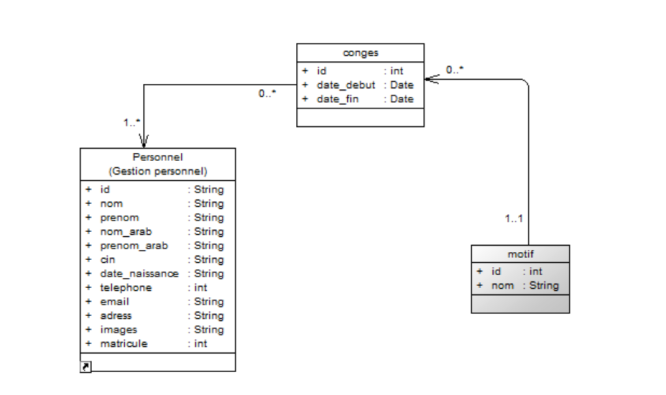 conges
+ id : int
+ date_debut : Date
+ date_fin : Date
0..*
0..*
1..*
Personnel
(Gestion personnel)
+ id : String
+ nom : String
+ prenom : String
+ nom_arab : String
+ prenom_arab : String
+ cin : String
+ date_naissance : String
+ telephone : int
+ email : String
+ adress : String
+ images : String
+ matricule : int
1..1
motif
+ id : int
+ nom : String